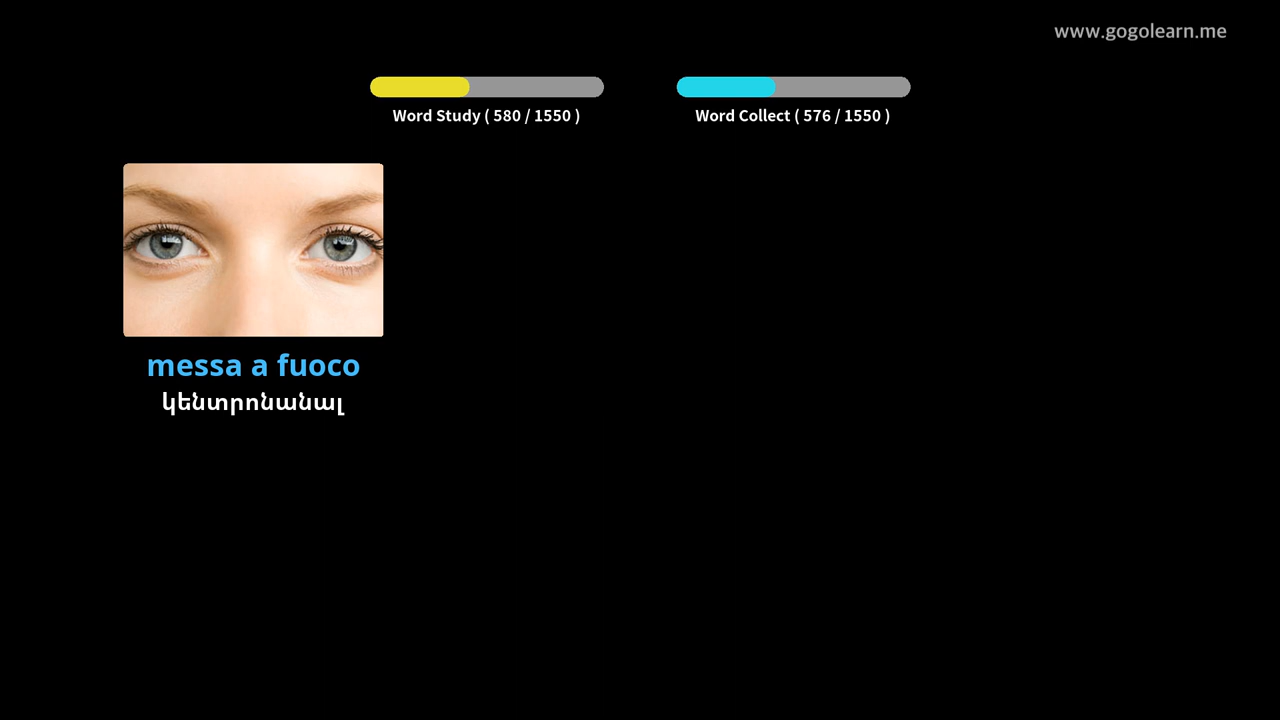 www.gogolearn.me
Word Study ( 580 / 1550 )
Word Collect ( 576 / 1550 )
messa a fuoco
կենտրոնանալ